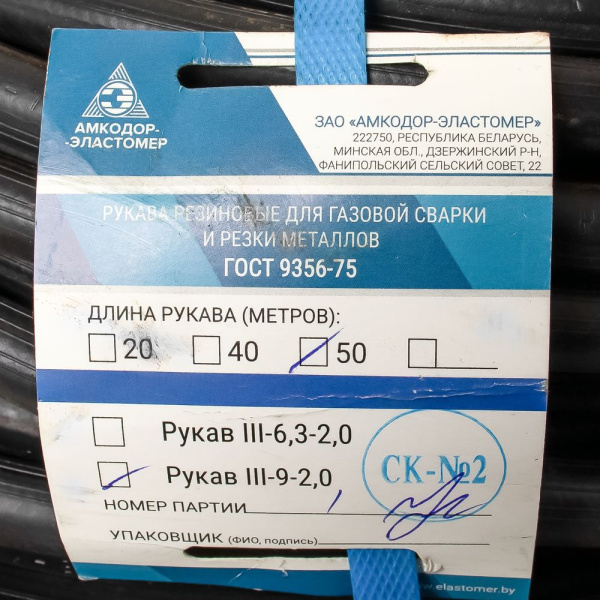 АМКОДОР-
-ЭЛАСТОМЕР
ЗАО «АМКОДОР-ЭЛАСТОМЕР»
222750, РЕСПУБЛИКА БЕЛАРУСЬ,
МИНСКАЯ ОБЛ., ДЗЕРЖИНСКИЙ Р-Н,
ФАНИПОЛЬСКИЙ СЕЛЬСКИЙ СОВЕТ, 22
РУКАВА РЕЗИНОВЫЕ ДЛЯ ГАЗОВОЙ СВАРКИ
И РЕЗКИ МЕТАЛЛОВ
ГОСТ 9356-75
ДЛИНА РУКАВА (МЕТРОВ):
20 40 50
Рукав III-6,3-2,0
Рукав III-9-2,0
СК-№2
НОМЕР ПАРТИИ
УПАКОВЩИК (ФИО, подпись)
www.elastomer.by